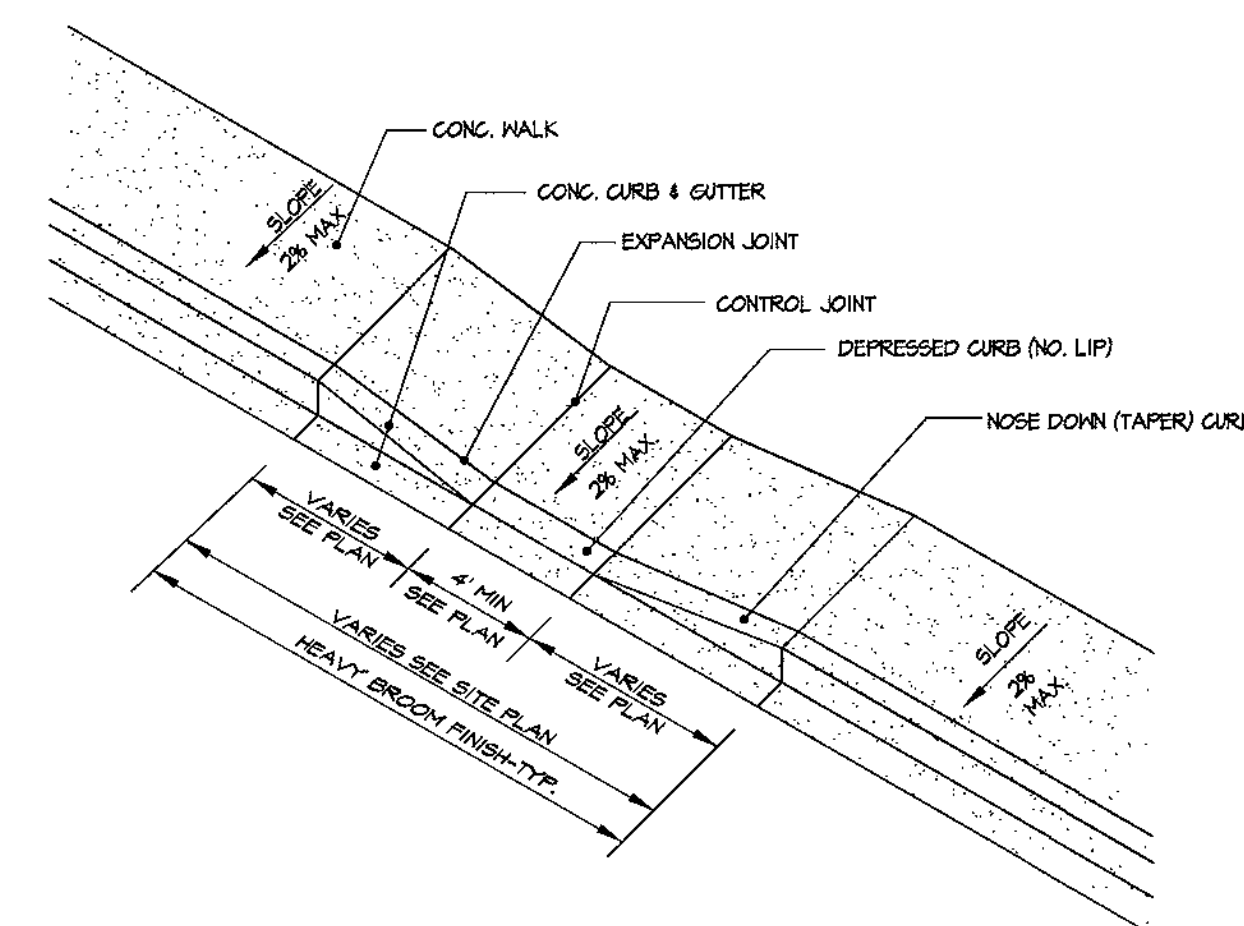 CONC. WALK
CONC. CURB & GUTTER
EXPANSION JOINT
CONTROL JOINT
DEPRESSED CURB (NO. LIP)
NOSE DOWN (TAPER)
SLOPE
2% MAX.
SLOPE
2% MAX.
SLOPE
2%
MAX.
VARIES
SEE PLAN
4' MIN
SEE PLAN
VARIES
SEE PLAN
VARIES SEE SITE PLAN
HEAVY BROOM FINISH-TYP.